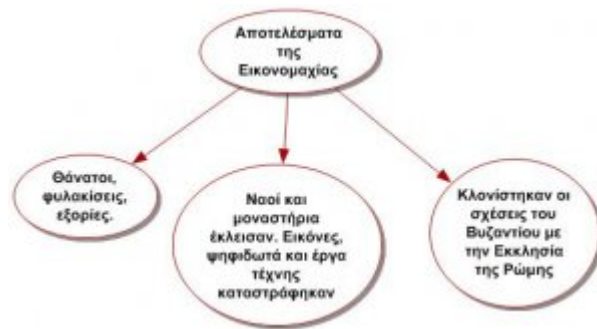 Αποτελέσματα
της
Εικονομαχίας
Θάνατοι,
φυλακίσεις,
εξορίες.
Ναοί και
μοναστήρια
έκλεισαν. Εικόνες,
ψηφιδωτά και έργα
τέχνης
καταστράφηκαν
Κλονίστηκαν οι
σχέσεις του
Βυζαντίου με
την Εκκλησία
της Ρώμης